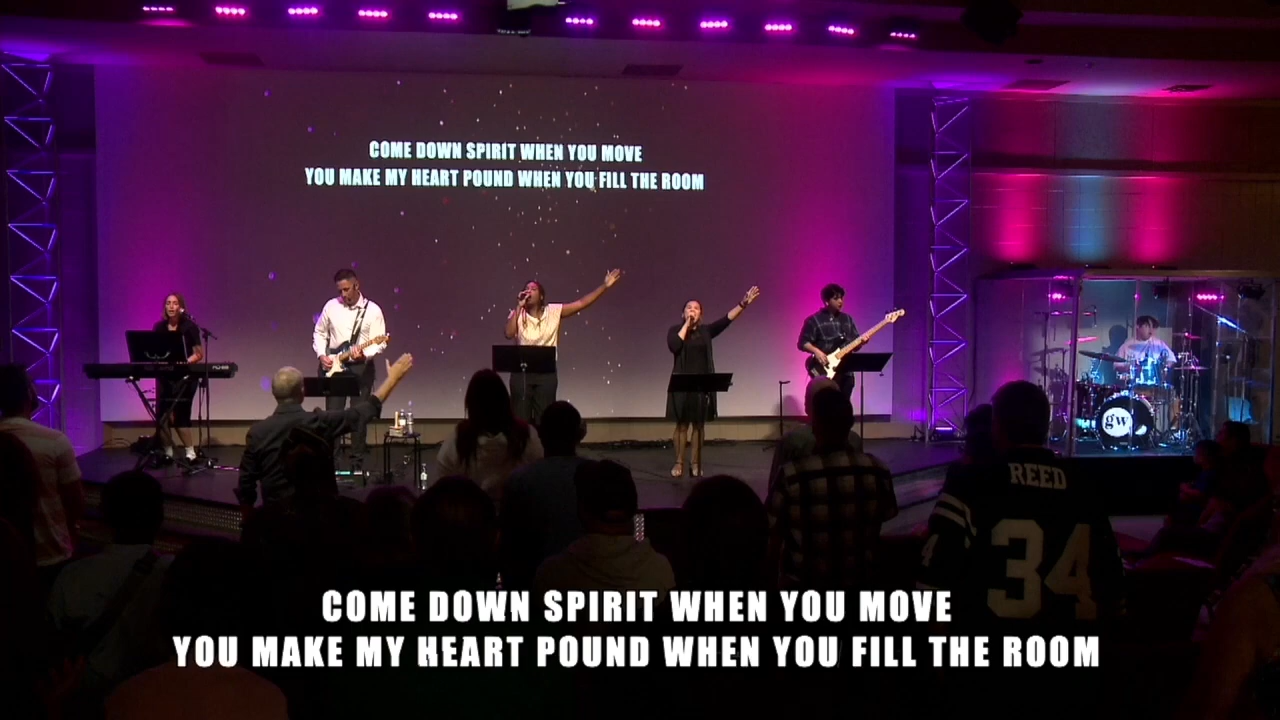 COME DOWN SPIRIT WHEN YOU MOVE
YOU MAKE MY HEART POUND WHEN YOU FILL THE ROOM
gw
REED
34
4
COME DOWN SPIRIT WHEN YOU MOVE
YOU MAKE MY HEART POUND WHEN YOU FILL THE ROOM